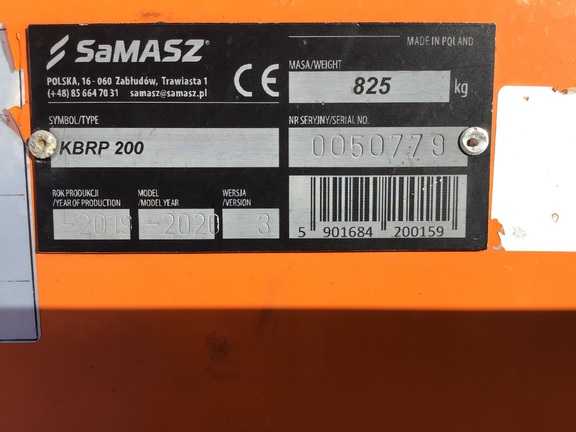 SaMASZ®
MADE IN POLAND
POLSKA, 16 - 060 Zabłudów, Trawiasta 1
(+48) 85 664 70 31 samasz@samasz.pl
CE
MASA/WEIGHT
825 kg
SYMBOL/TYPE
KBRP 200
NR SERYJNY/SERIAL NO.
0050779
ROK PRODUKCJI
/YEAR OF PRODUCTION
-2019
MODEL
/MODEL YEAR
-2020
WERSJA
/VERSION
3
5 901684 200159